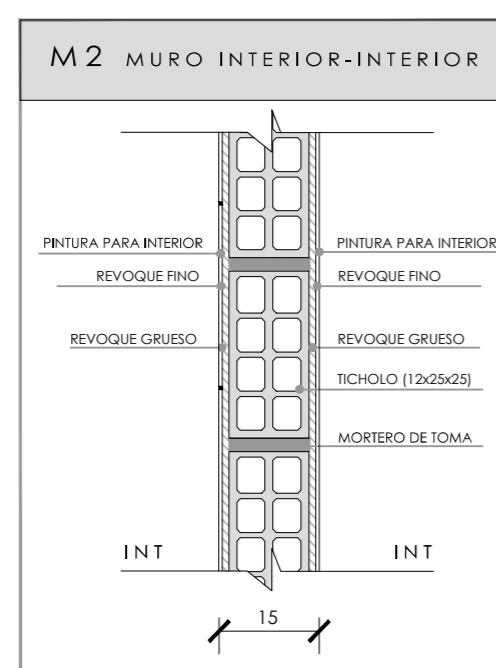 M2 MURO INTERIOR-INTERIOR
PINTURA PARA INTERIOR
PINTURA PARA INTERIOR
REVOQUE FINO
REVOQUE FINO
REVOQUE GRUESO
REVOQUE GRUESO
TICHOLO (12x25x25)
MORTERO DE TOMA
INT
INT
15